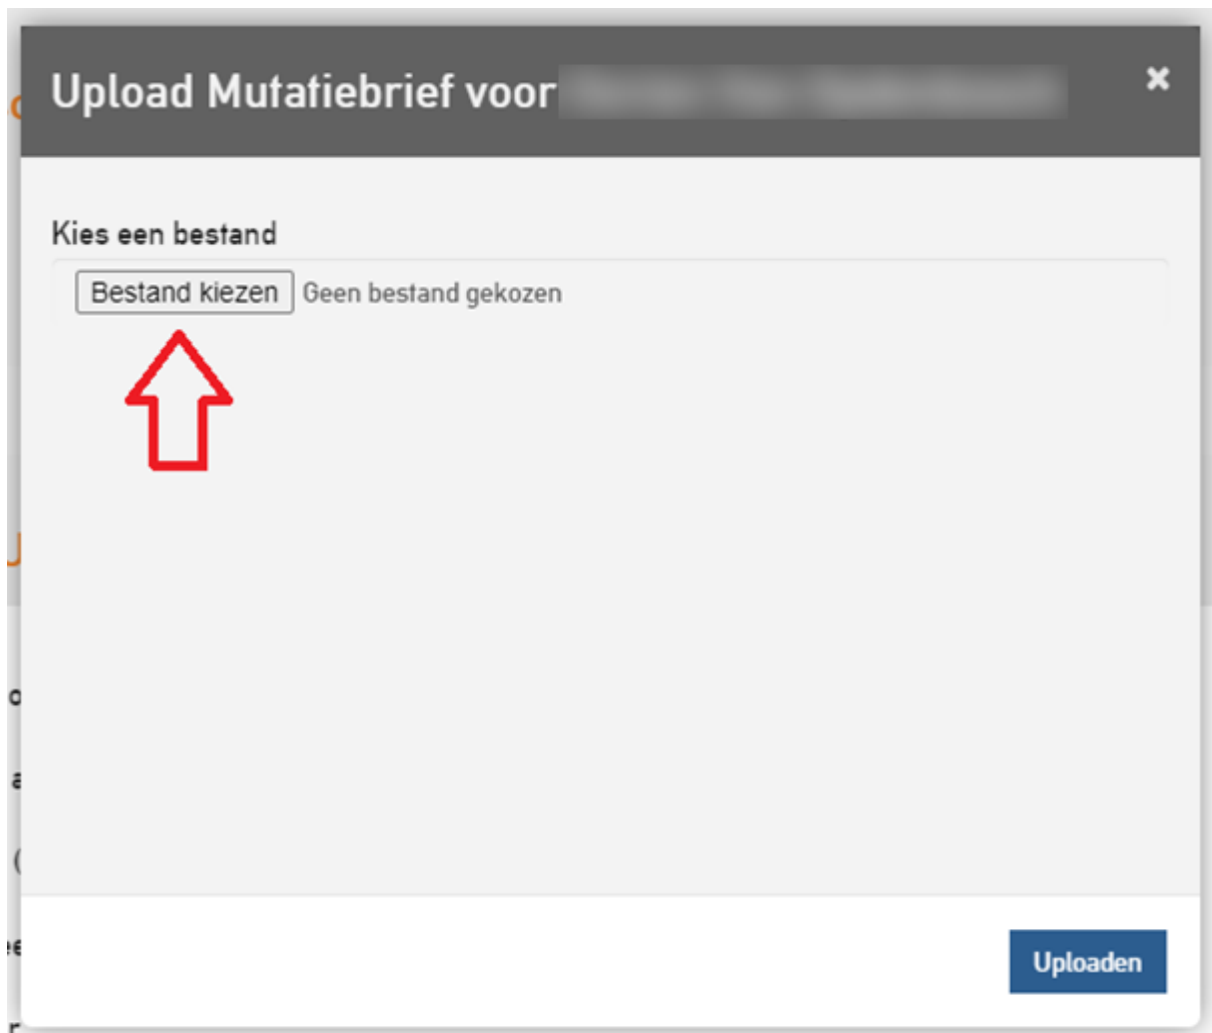 Upload Mutatiebrief voor
×
Kies een bestand
Bestand kiezen Geen bestand gekozen
Uploaden